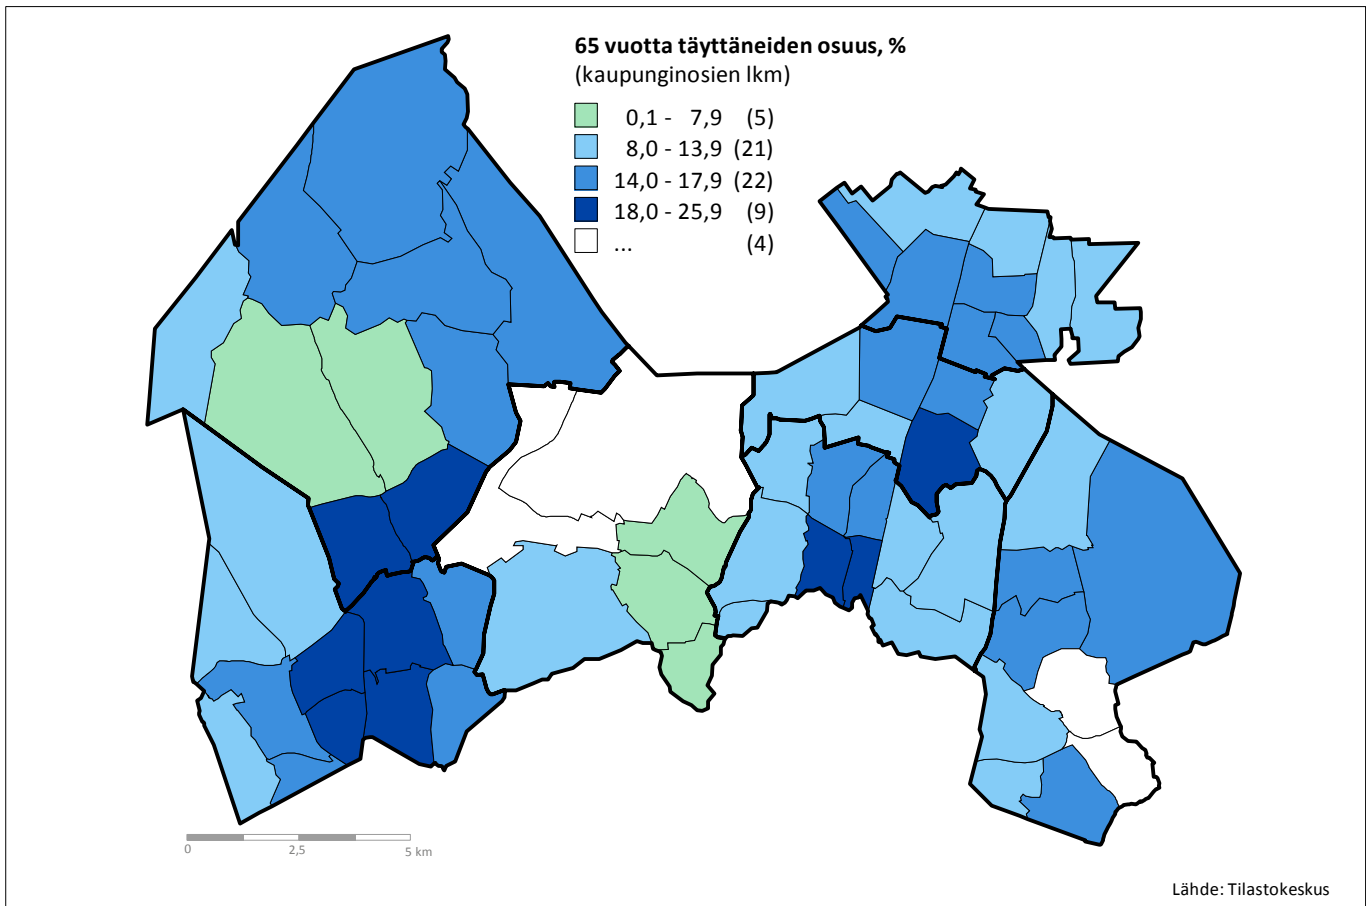 65 vuotta täyttäneiden osuus, %
(kaupunginosien lkm)
0,1 - 7,9 (5)
8,0 - 13,9 (21)
14,0 - 17,9 (22)
18,0 - 25,9 (9)
... (4)
0 2,5 5 km
Lähde: Tilastokeskus